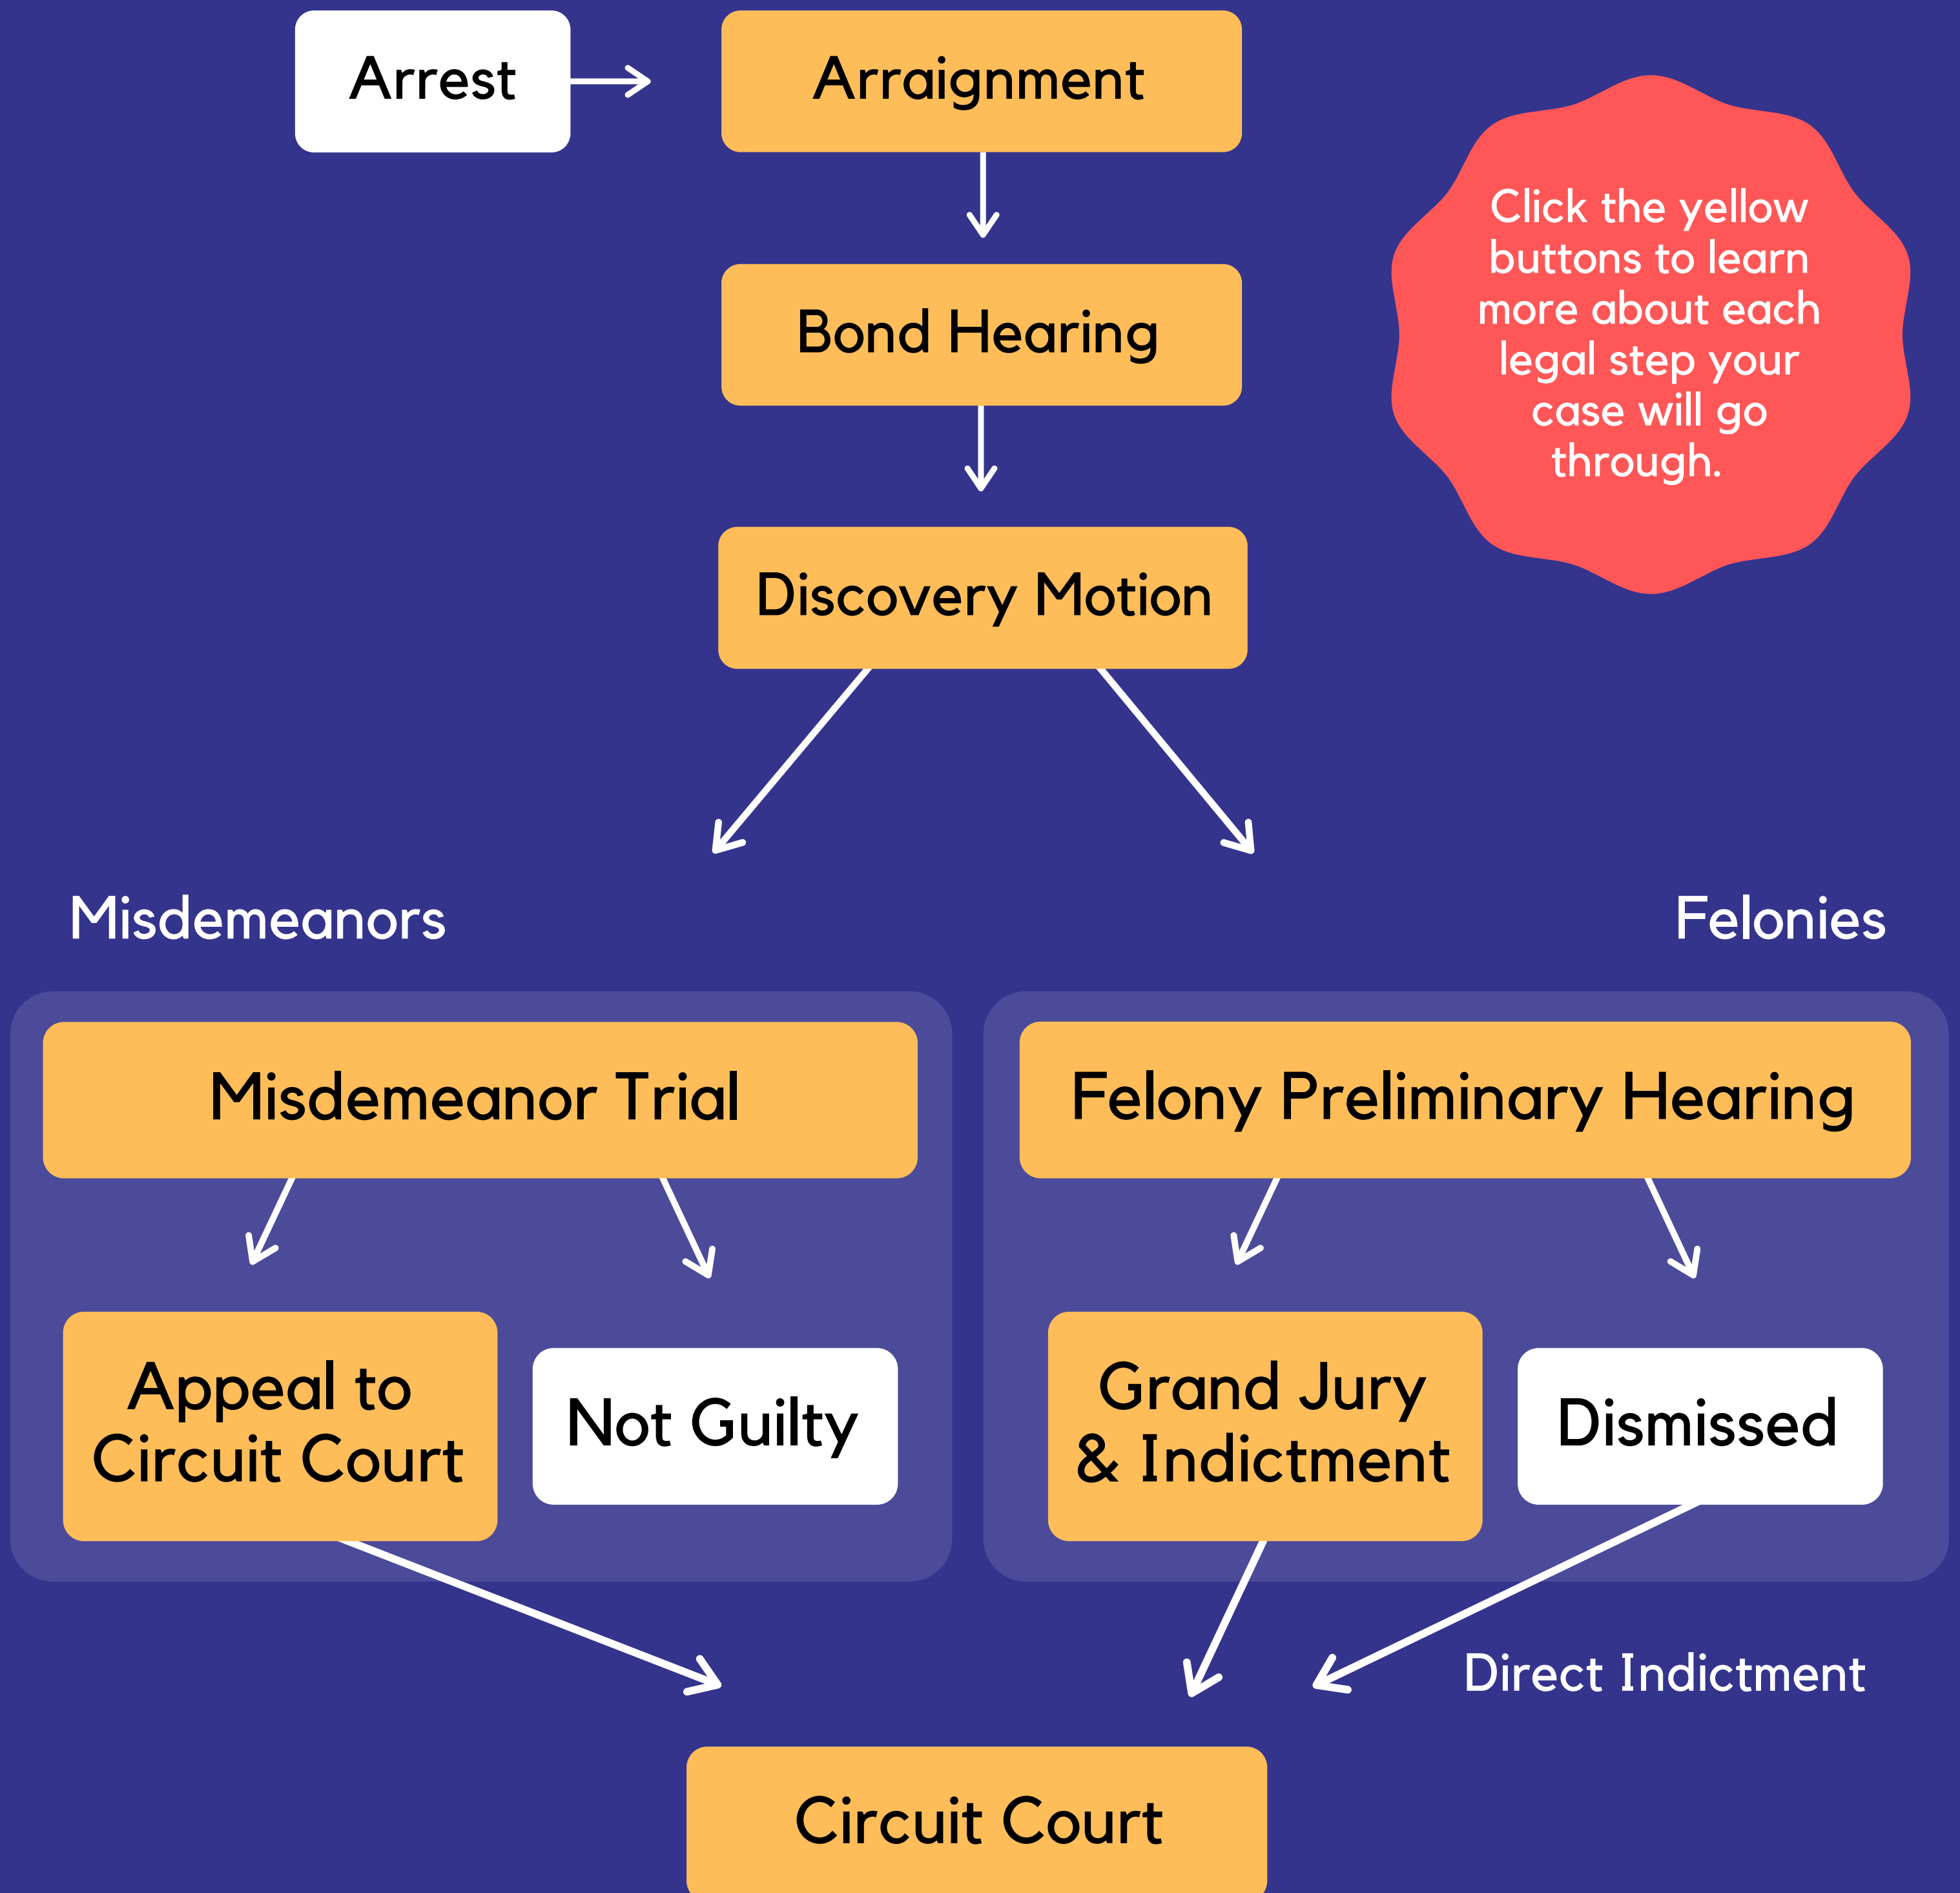 Arrest
Arraignment
Click the yellow
buttons to learn
more about each
legal step your
case will go
through.
Bond Hearing
Discovery Motion
Misdemeanors
Felonies
Misdemeanor Trial
Felony Preliminary Hearing
Appeal to
Circuit Court
Not Guilty
Grand Jury
& Indictment
Dismissed
Direct Indictment
Circuit Court